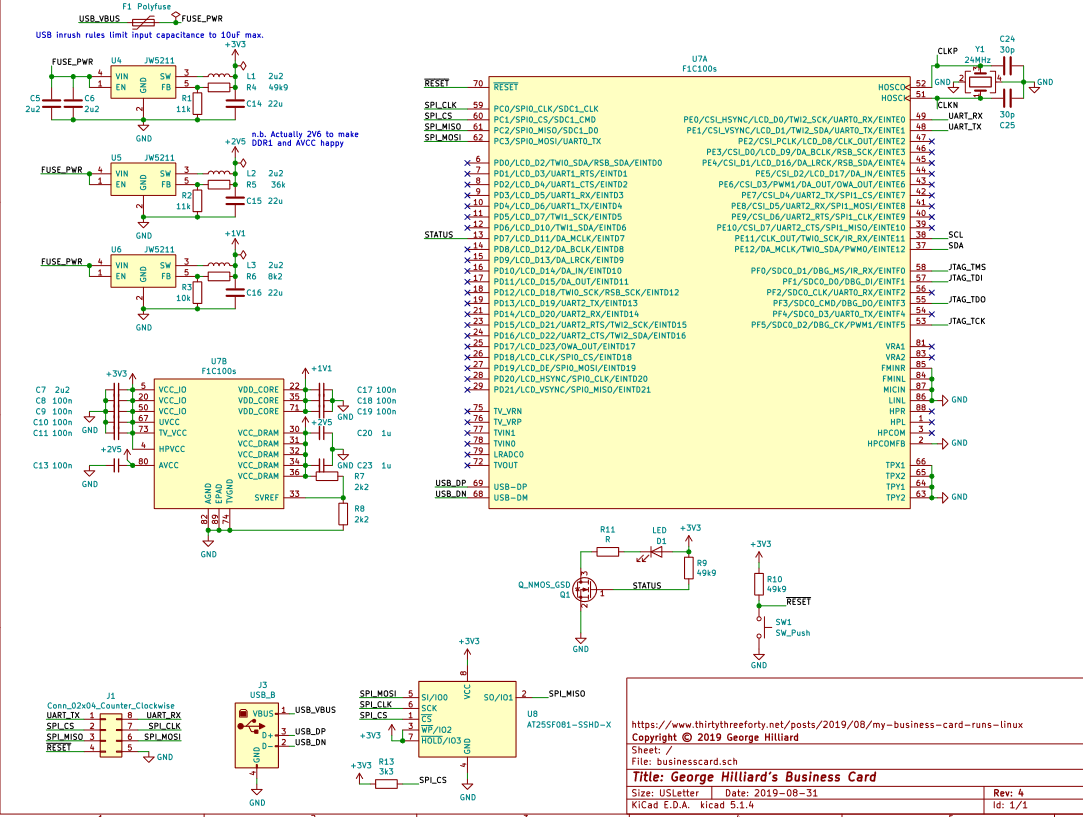 F1 Polyfuse
USB_VBUS
FUSE_PWR
USB inrush rules limit input capacitance to 10uF max.
+3V3
FUSE_PWR
U4 JW5211
4 VIN SW 3
1 EN FB 5
GND
2
L1 2u2
R4 49k9
R1
11k
C14 22u
C5
2u2
C6
2u2
GND
n.b. Actually 2V6 to make
DDR1 and AVCC happy
+2V5
U5 JW5211
FUSE_PWR
4 VIN SW 3
1 EN FB 5
GND
2
L2 2u2
R5 36k
R2
11k
C15 22u
GND
+1V1
U6 JW5211
FUSE_PWR
4 VIN SW 3
1 EN FB 5
GND
2
L3 2u2
R6 8k2
R3
10k
C16 22u
GND
U7B
F1C100s
+3V3
+1V1
C7 2u2
C8 100n
C9 100n
C10 100n
C11 100n
GND
5 VCC_IO
20 VCC_IO
50 VCC_IO
67 UVCC
73 TV_VCC
4 HPVCC
80 AVCC
+2V5
C13 100n
GND
VDD_CORE 22
VDD_CORE 35
VDD_CORE 71
VCC_DRAM 30
VCC_DRAM 31
VCC_DRAM 32
VCC_DRAM 34
VCC_DRAM 36
SVREF 33
C17 100n
C18 100n
C19 100n
GND
+2V5
C20 1u
GND
C23 1u
R7
2k2
R8
2k2
AGND
EPAD
TVGND
82
89
74
GND
U7A
F1C100s
RESET 70 RESET
SPI_CLK 59 PC0/SPI0_CLK/SDC1_CLK
SPI_CS 60 PC1/SPI0_CS/SDC1_CMD
SPI_MISO 61 PC2/SPI0_MISO/SDC1_D0
SPI_MOSI 62 PC3/SPI0_MOSI/UART0_TX
6 PD0/LCD_D2/TWI0_SDA/RSB_SDA/EINTD0
7 PD1/LCD_D3/UART1_RTS/EINTD1
8 PD2/LCD_D4/UART1_CTS/EINTD2
9 PD3/LCD_D5/UART1_RX/EINTD3
10 PD4/LCD_D6/UART1_TX/EINTD4
11 PD5/LCD_D7/TWI1_SCK/EINTD5
12 PD6/LCD_D10/TWI1_SDA/EINTD6
STATUS 13 PD7/LCD_D11/DA_MCLK/EINTD7
14 PD8/LCD_D12/DA_BCLK/EINTD8
15 PD9/LCD_D13/DA_LRCK/EINTD9
16 PD10/LCD_D14/DA_IN/EINTD10
17 PD11/LCD_D15/DA_OUT/EINTD11
18 PD12/LCD_D18/TWI0_SCK/RSB_SCK/EINTD12
19 PD13/LCD_D19/UART2_TX/EINTD13
21 PD14/LCD_D20/UART2_RX/EINTD14
23 PD15/LCD_D21/UART2_RTS/TWI2_SCK/EINTD15
24 PD16/LCD_D22/UART2_CTS/TWI2_SDA/EINTD16
25 PD17/LCD_D23/OWA_OUT/EINTD17
26 PD18/LCD_CLK/SPI0_CS/EINTD18
27 PD19/LCD_DE/SPI0_MOSI/EINTD19
28 PD20/LCD_HSYNC/SPI0_CLK/EINTD20
29 PD21/LCD_VSYNC/SPI0_MISO/EINTD21
75 TV_VRN
76 TV_VRP
77 TVIN1
78 TVIN0
79 LRADC0
72 TVOUT
USB_DP 69 USB-DP
USB_DN 68 USB-DM
HOSCO 52
HOSCI 51
PE0/CSI_HSYNC/LCD_D0/TWI2_SCK/UART0_RX/EINTE0 49 UART_RX
PE1/CSI_VSYNC/LCD_D1/TWI2_SDA/UART0_TX/EINTE1 48 UART_TX
PE2/CSI_PCLK/LCD_D8/CLK_OUT/EINTE2 47
PE3/CSI_D0/LCD_D9/DA_BCLK/RSB_SCK/EINTE3 46
PE4/CSI_D1/LCD_D16/DA_LRCK/RSB_SDA/EINTE4 45
PE5/CSI_D2/LCD_D17/DA_IN/EINTE5 44
PE6/CSI_D3/PWM1/DA_OUT/OWA_OUT/EINTE6 43
PE7/CSI_D4/UART2_TX/SPI1_CS/EINTE7 42
PE8/CSI_D5/UART2_RX/SPI1_MOSI/EINTE8 41
PE9/CSI_D6/UART2_RTS/SPI1_CLK/EINTE9 40
PE10/CSI_D7/UART2_CTS/SPI1_MISO/EINTE10 39
PE11/CLK_OUT/TWI0_SCK/IR_RX/EINTE11 38 SCL
PE12/DA_MCLK/TWI0_SDA/PWM0/EINTE12 37 SDA
PF0/SDC0_D1/DBG_MS/IR_RX/EINTF0 58 JTAG_TMS
PF1/SDC0_D0/DBG_DI/EINTF1 57 JTAG_TDI
PF2/SDC0_CLK/UART0_RX/EINTF2 56
PF3/SDC0_CMD/DBG_DO/EINTF3 55 JTAG_TDO
PF4/SDC0_D3/UART0_TX/EINTF4 54
PF5/SDC0_D2/DBG_CK/PWM1/EINTF5 53 JTAG_TCK
VRA1 81
VRA2 83
FMINR 85
FMINL 84
MICIN 87
LINL 86 GND
HPR 88
HPL 1
HPCOM 3
HPCOMFB 2 GND
TPX1 66
TPX2 65
TPY1 64
TPY2 63 GND
CLKP
Y1
24MHz
C24
30p
GND 2 4
1
3
GND
CLKN
30p
C25
R11
R
LED
D1
+3V3
R9
49k9
Q_NMOS_GSD
Q1
3
1
2
STATUS
GND
+3V3
R10
49k9
RESET
SW1
SW_Push
GND
J1
Conn_02x04_Counter_Clockwise
UART_TX 1 8 UART_RX
SPI_CS 2 7 SPI_CLK
SPI_MISO 3 6 SPI_MOSI
RESET 4 5
GND
J3
USB_B
VBUS 1 USB_VBUS
D+ 3 USB_DP
D- 2 USB_DN
GND
4
GND
+3V3
8
VCC
SPI_MOSI 5 SI/IO0
SPI_CLK 6 SCK
SPI_CS 1 CS
3 WP/IO2
7 HOLD/IO3
+3V3
SO/IO1 2 SPI_MISO
U8
AT25SF081-SSHD-X
GND
4
GND
+3V3
R13
3k3
SPI_CS
https://www.thirtythreeforty.net/posts/2019/08/my-business-card-runs-linux
Copyright © 2019 George Hilliard
Sheet: /
File: businesscard.sch
Title: George Hilliard's Business Card
Size: USLetter Date: 2019-08-31 Rev: 4
KiCad E.D.A. kicad 5.1.4 Id: 1/1